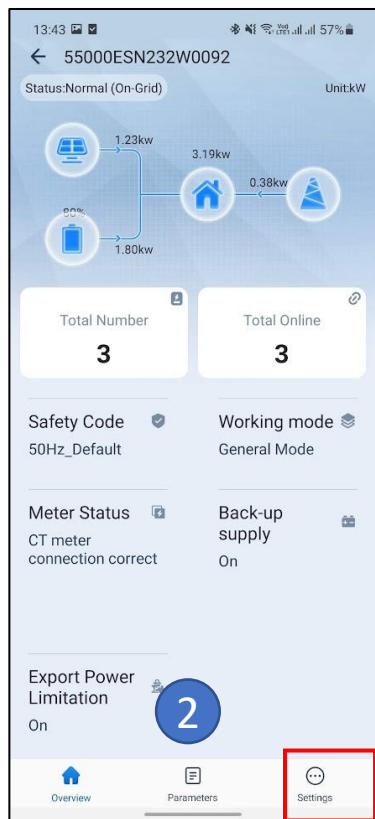 13:43 57%
← 55000ESN232W0092
Status:Normal (On-Grid) Unit:kW
1.23kw
3.19kw
0.38kw
90%
1.80kw
Total Number Total Online
3 3
Safety Code Working mode
50Hz_Default General Mode
Meter Status Back-up
supply
CT meter
connection correct
On
Export Power
Limitation
On
2
Overview Parameters Settings